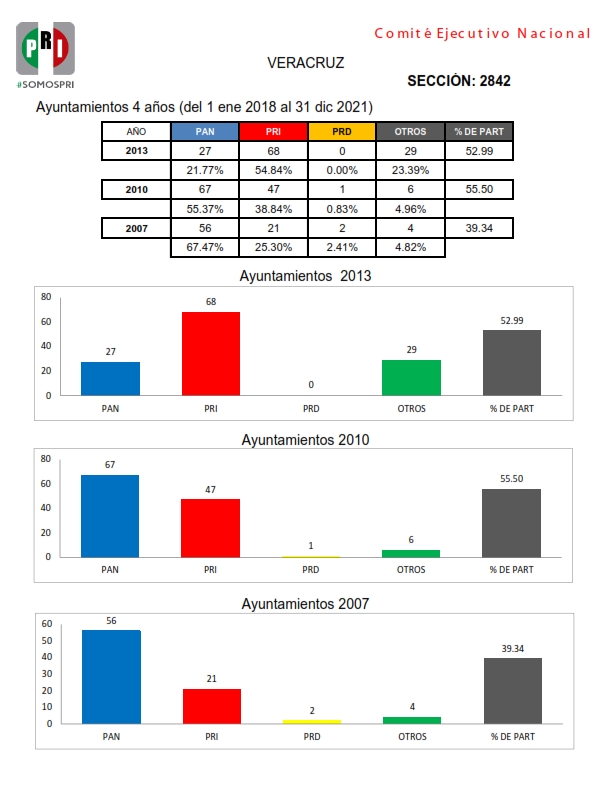 Comité Ejecutivo Nacional
PRI
#SOMOSPRI
VERACRUZ
SECCIÓN: 2842
Ayuntamientos 4 años (del 1 ene 2018 al 31 dic 2021)
AÑO PAN PRI PRD OTROS % DE PART
2013 27 68 0 29 52.99
21.77% 54.84% 0.00% 23.39%
2010 67 47 1 6 55.50
55.37% 38.84% 0.83% 4.96%
2007 56 21 2 4 39.34
67.47% 25.30% 2.41% 4.82%
Ayuntamientos 2013
80
60
40
20
0
27 68 0 29 52.99
PAN PRI PRD OTROS % DE PART
Ayuntamientos 2010
80
60
40
20
0
67 47 1 6 55.50
PAN PRI PRD OTROS % DE PART
Ayuntamientos 2007
60
50
40
30
20
10
0
56 21 2 4 39.34
PAN PRI PRD OTROS % DE PART